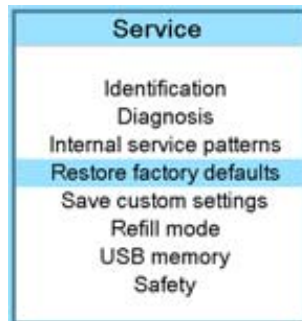 Service
Identification
Diagnosis
Internal service patterns
Restore factory defaults
Save custom settings
Refill mode
USB memory
Safety